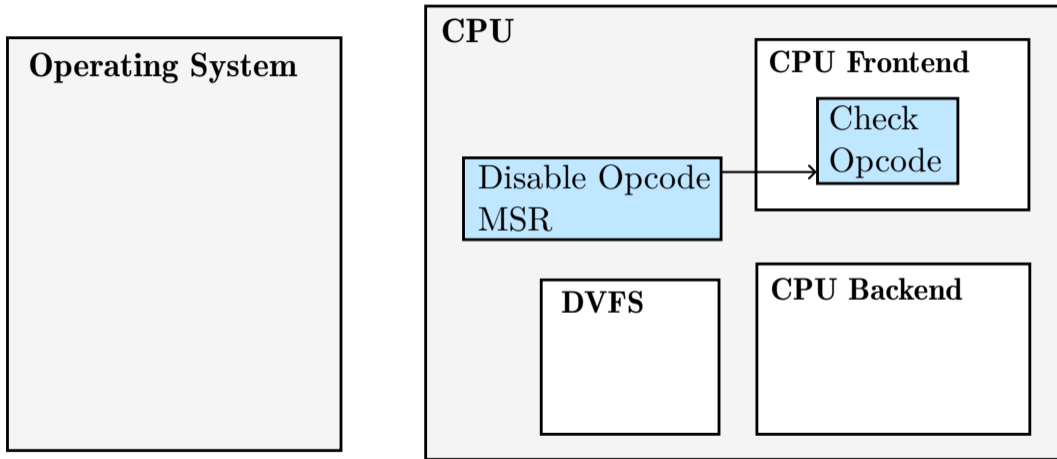 Operating System
CPU
CPU Frontend
Check
Opcode
Disable Opcode
MSR
DVFS
CPU Backend